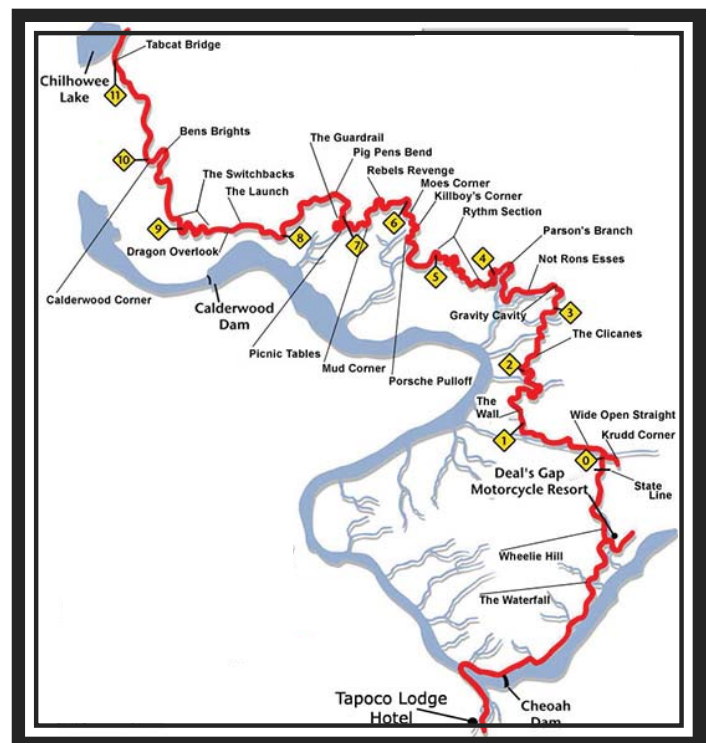 Tabcat Bridge
Chilhowee
Lake
11
Bens Brights
10
The Guardrail
Pig Pens Bend
Rebels Revenge
Moes Corner
Killboy's Corner
Rythm Section
The Switchbacks
The Launch
9
8
7
6
5
4
Parson's Branch
Not Rons Esses
Dragon Overlook
Calderwood Corner
Calderwood
Dam
Gravity Cavity
3
The Clicanes
Picnic Tables
Mud Corner
Porsche Pulloff
2
The
Wall
1
Wide Open Straight
Krudd Corner
0
Deal's Gap
Motorcycle Resort
State
Line
Wheelie Hill
The Waterfall
Tapoco Lodge
Hotel
Cheoah
Dam